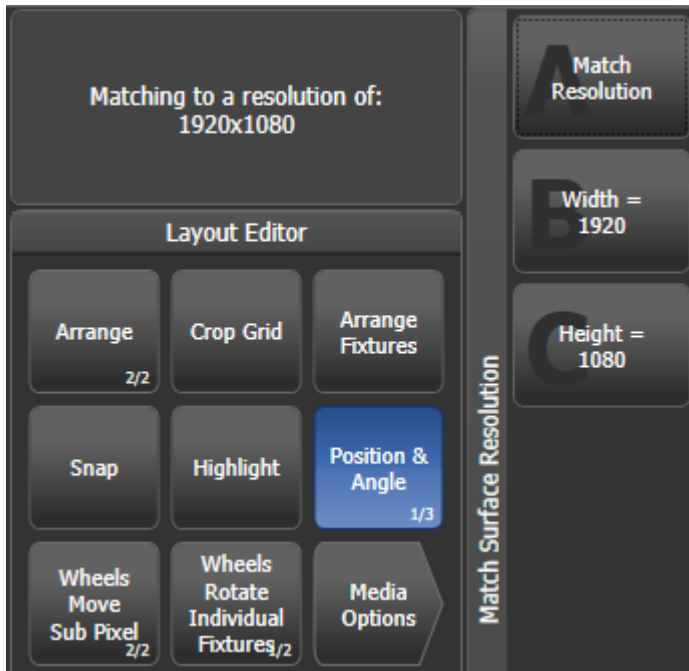 Matching to a resolution of:
1920x1080
Layout Editor
Arrange
2/2
Crop Grid
Arrange
Fixtures
Snap
Highlight
Position &
Angle
1/3
Wheels
Move
Sub Pixel
2/2
Wheels
Rotate
Individual
Fixtures
1/2
Media
Options
Match Surface Resolution
A
Match
Resolution
B
Width =
1920
C
Height =
1080